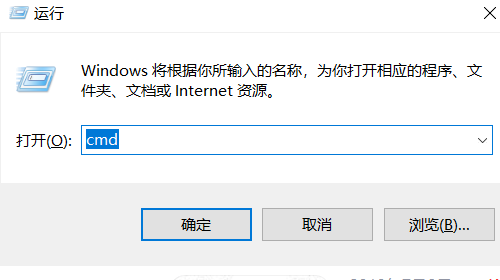 运行
Windows 将根据你所输入的名称，为你打开相应的程序、文
件夹、文档或 Internet 资源。
打开(O): cmd
确定 取消 浏览(B)...